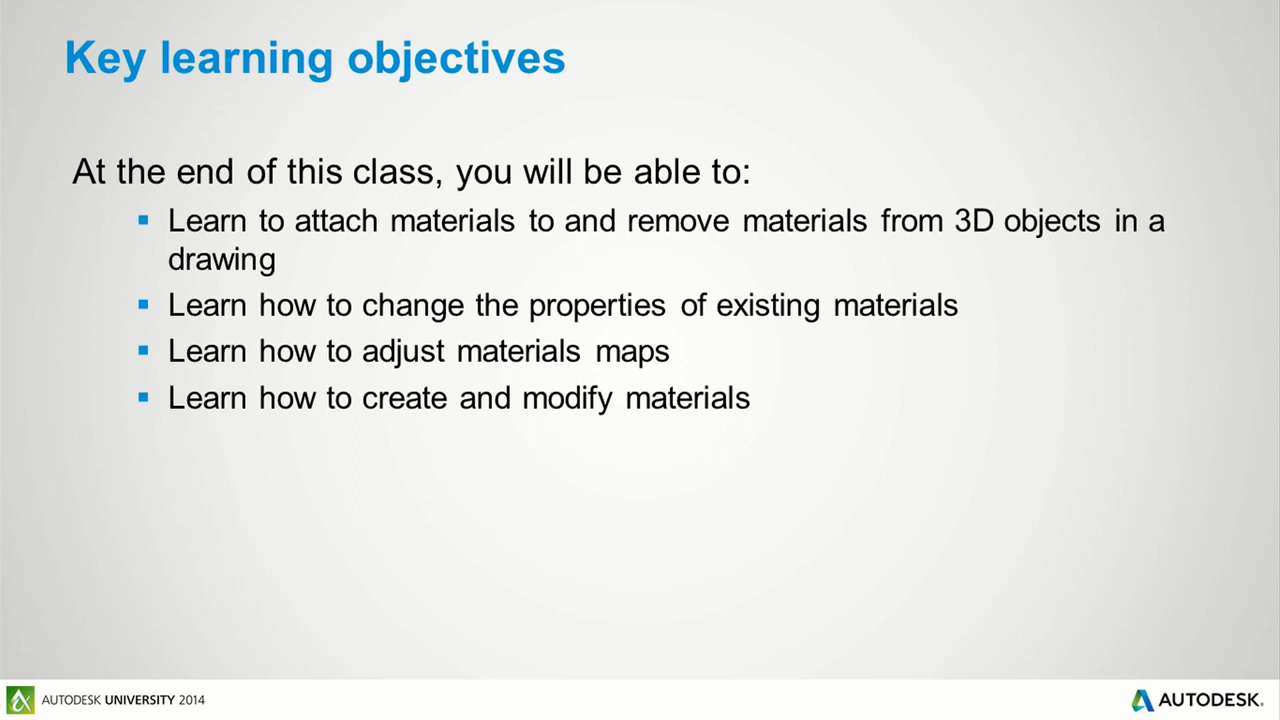 Key learning objectives
At the end of this class, you will be able to:
▪ Learn to attach materials to and remove materials from 3D objects in a
drawing
▪ Learn how to change the properties of existing materials
▪ Learn how to adjust materials maps
▪ Learn how to create and modify materials
AUTODESK UNIVERSITY 2014
AUTODESK.